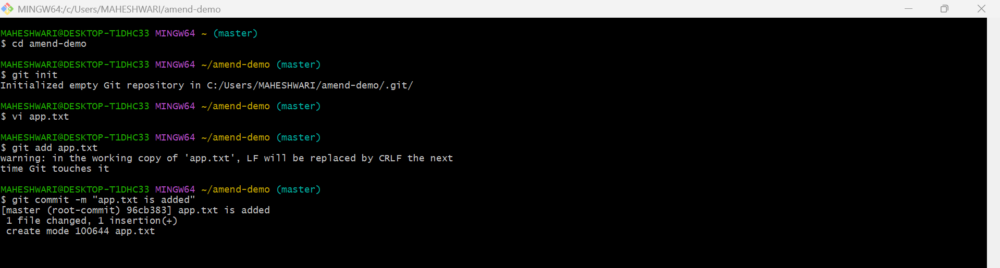 MINGW64:/c/Users/MAHESHWARI/amend-demo
MAHESHWARI@DESKTOP-T1DHC33 MINGW64 ~ (master)
$ cd amend-demo
MAHESHWARI@DESKTOP-T1DHC33 MINGW64 ~/amend-demo (master)
$ git init
Initialized empty Git repository in C:/Users/MAHESHWARI/amend-demo/.git/
MAHESHWARI@DESKTOP-T1DHC33 MINGW64 ~/amend-demo (master)
$ vi app.txt
MAHESHWARI@DESKTOP-T1DHC33 MINGW64 ~/amend-demo (master)
$ git add app.txt
warning: in the working copy of 'app.txt', LF will be replaced by CRLF the next
time Git touches it
MAHESHWARI@DESKTOP-T1DHC33 MINGW64 ~/amend-demo (master)
$ git commit -m "app.txt is added"
[master (root-commit) 96cb383] app.txt is added
 1 file changed, 1 insertion(+)
 create mode 100644 app.txt